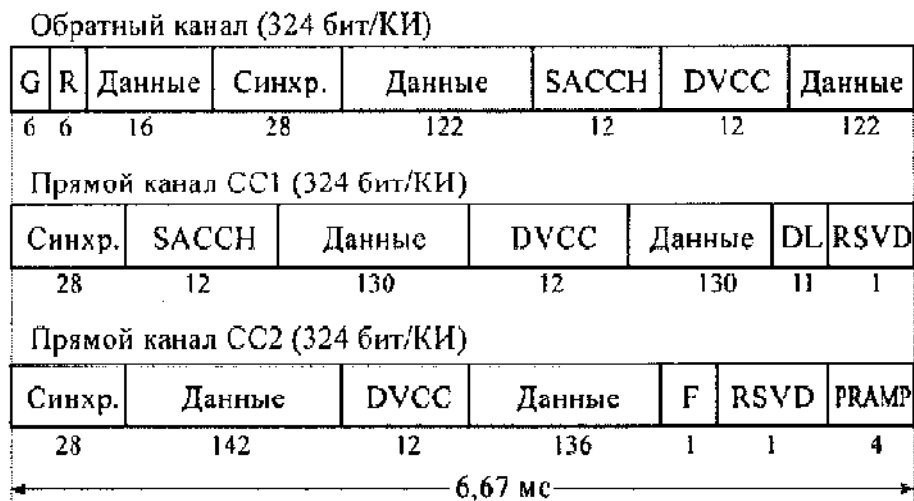 Обратный канал (324 бит/КИ)
G R Данные Синхр. Данные SACCH DVCC Данные
6 6 16 28 122 12 12 122
Прямой канал CC1 (324 бит/КИ)
Синхр. SACCH Данные DVCC Данные DL RSVD
28 12 130 12 130 11 1
Прямой канал CC2 (324 бит/КИ)
Синхр. Данные DVCC Данные F RSVD PRAMP
28 142 12 136 1 1 4
6,67 мс